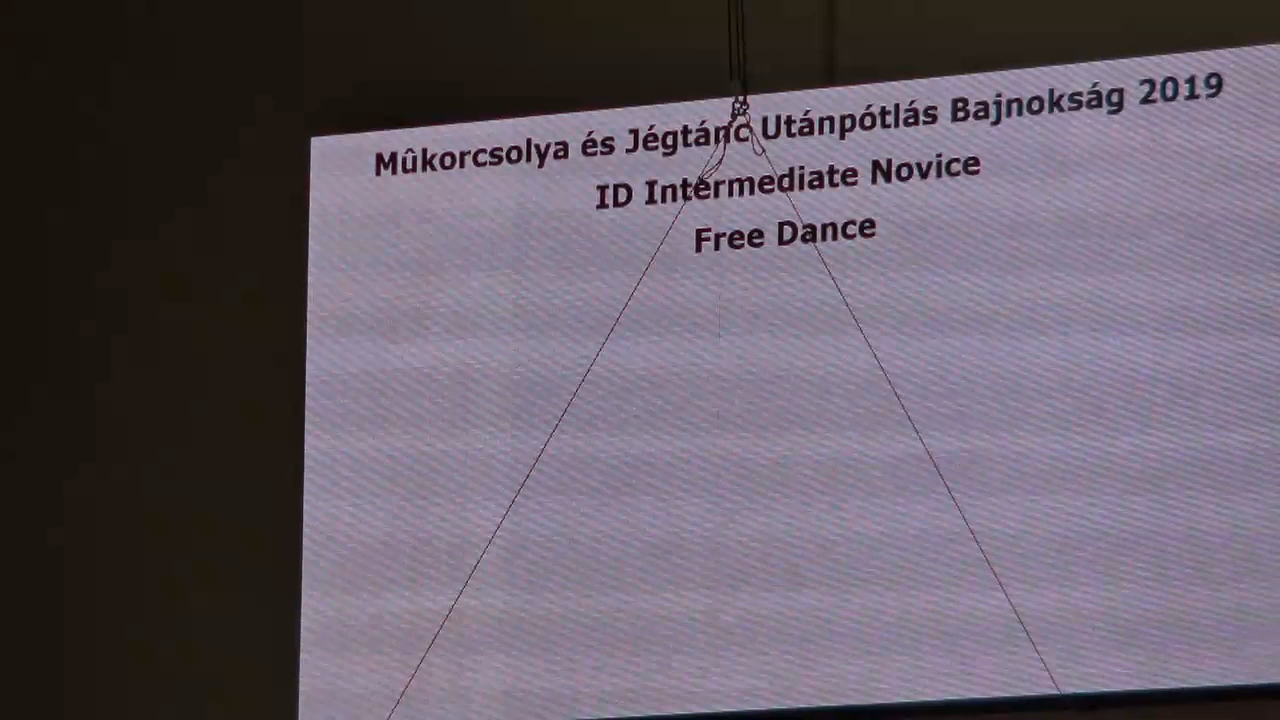 Mûkorcsolya és Jégtánc Utánpótlás Bajnokság 2019
ID Intermediate Novice
Free Dance